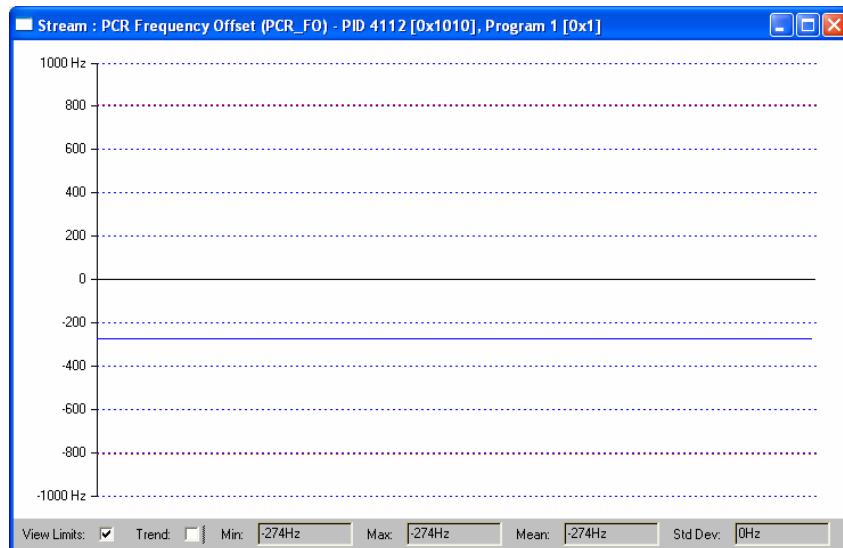 Stream : PCR Frequency Offset (PCR_FO) - PID 4112 [0x1010], Program 1 [0x1]
1000 Hz
800
600
400
200
0
-200
-400
-600
-800
-1000 Hz
View Limits: Trend: Min: -274Hz Max: -274Hz Mean: -274Hz Std Dev: 0Hz